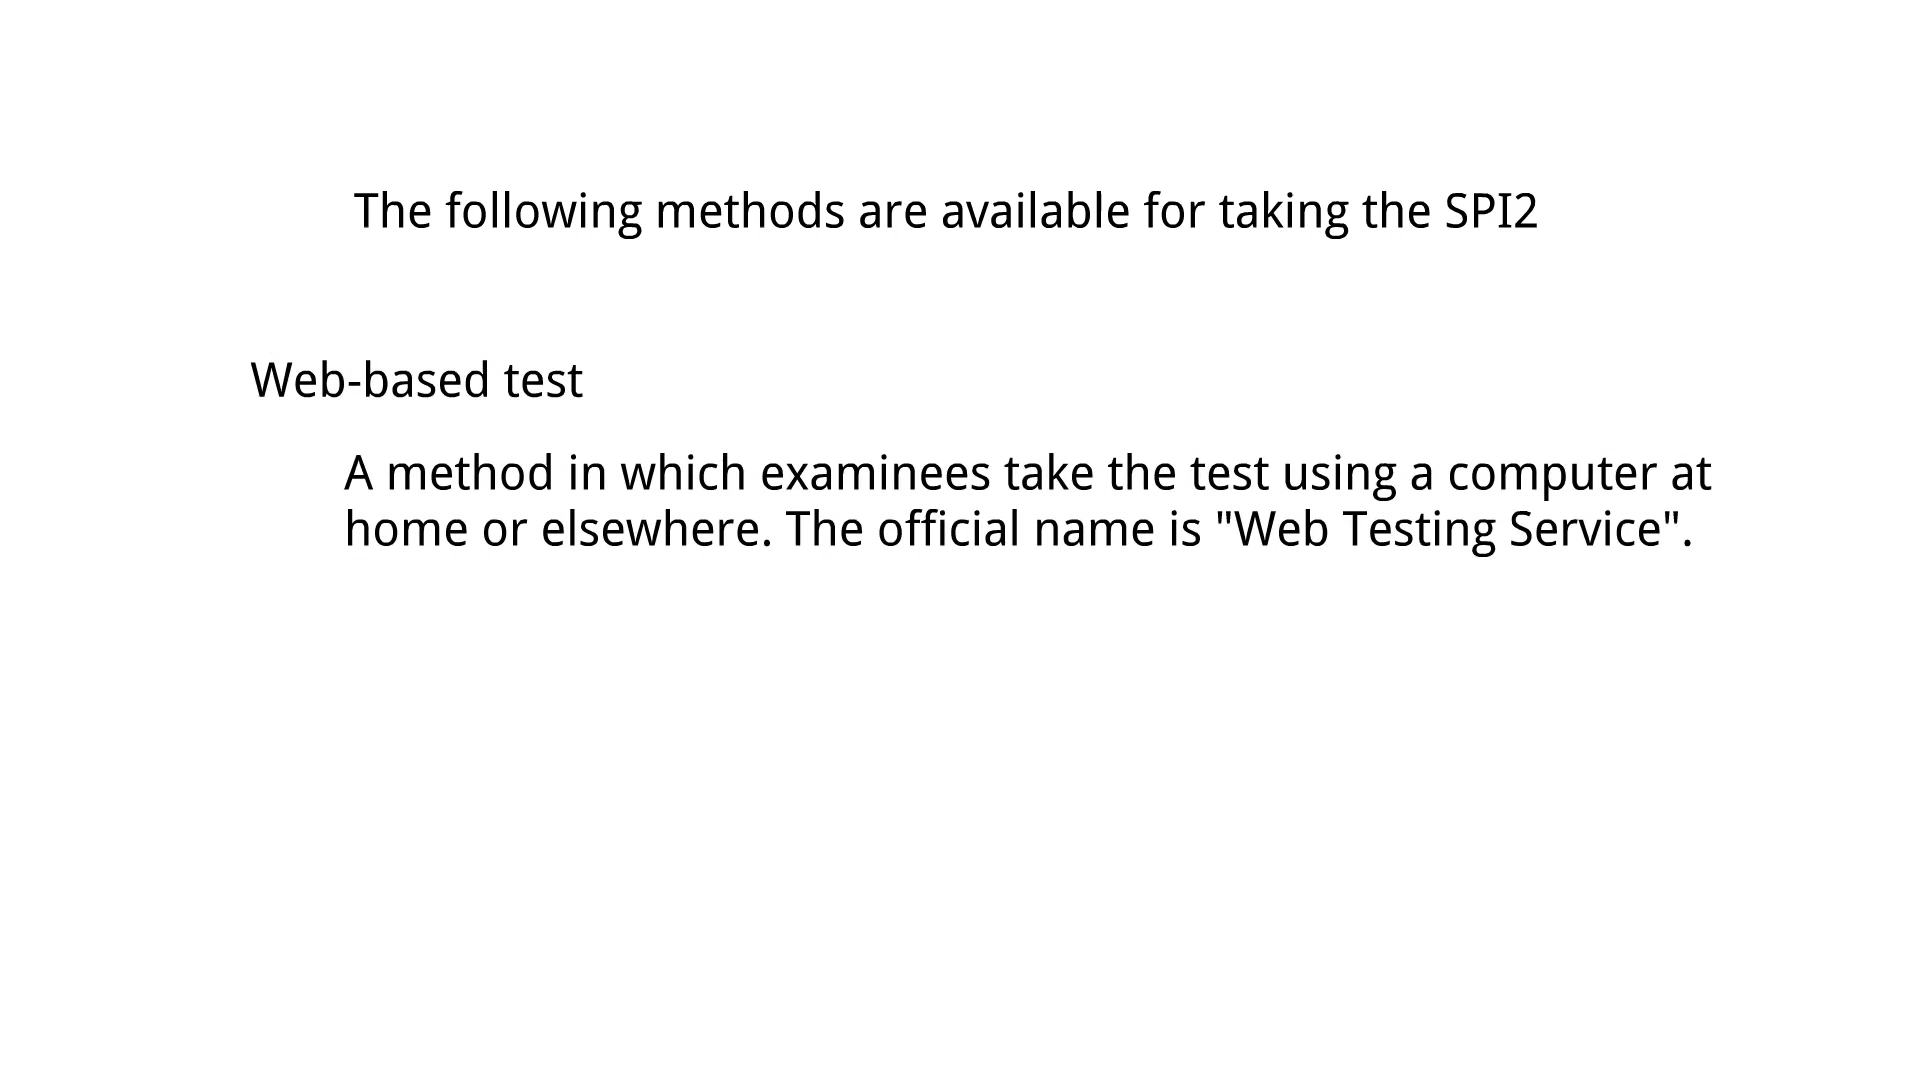 The following methods are available for taking the SPI2
Web-based test
A method in which examinees take the test using a computer at
home or elsewhere. The official name is "Web Testing Service".